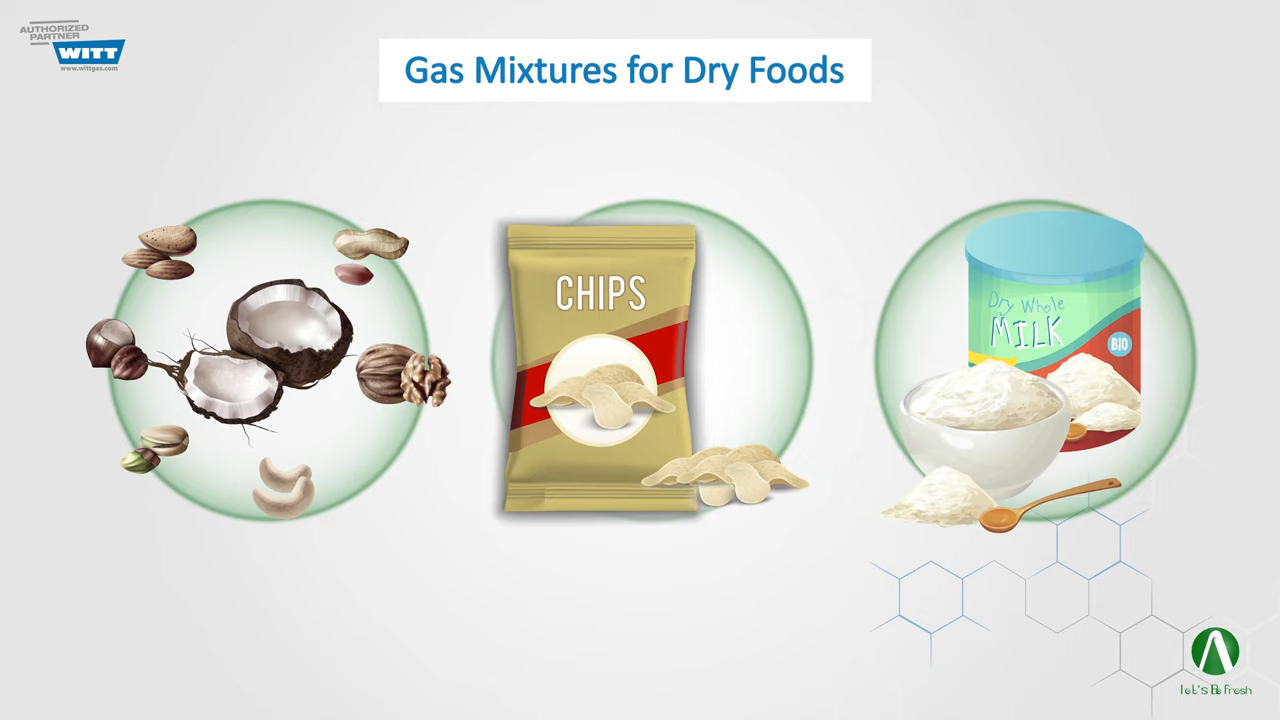 AUTHORIZED
PARTNER
WITT
www.wittgas.com
Gas Mixtures for Dry Foods
CHIPS
Dry Whole
MILK
BIO
let's Be fresh